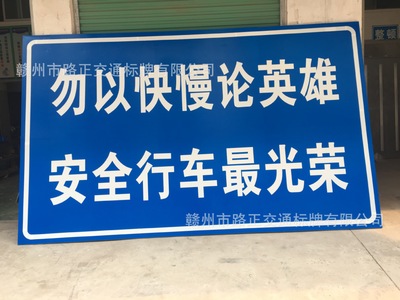 赣州市路正交通标牌有限公司
勿以快慢论英雄
安全行车最光荣
赣州市路正交通标牌有限公司